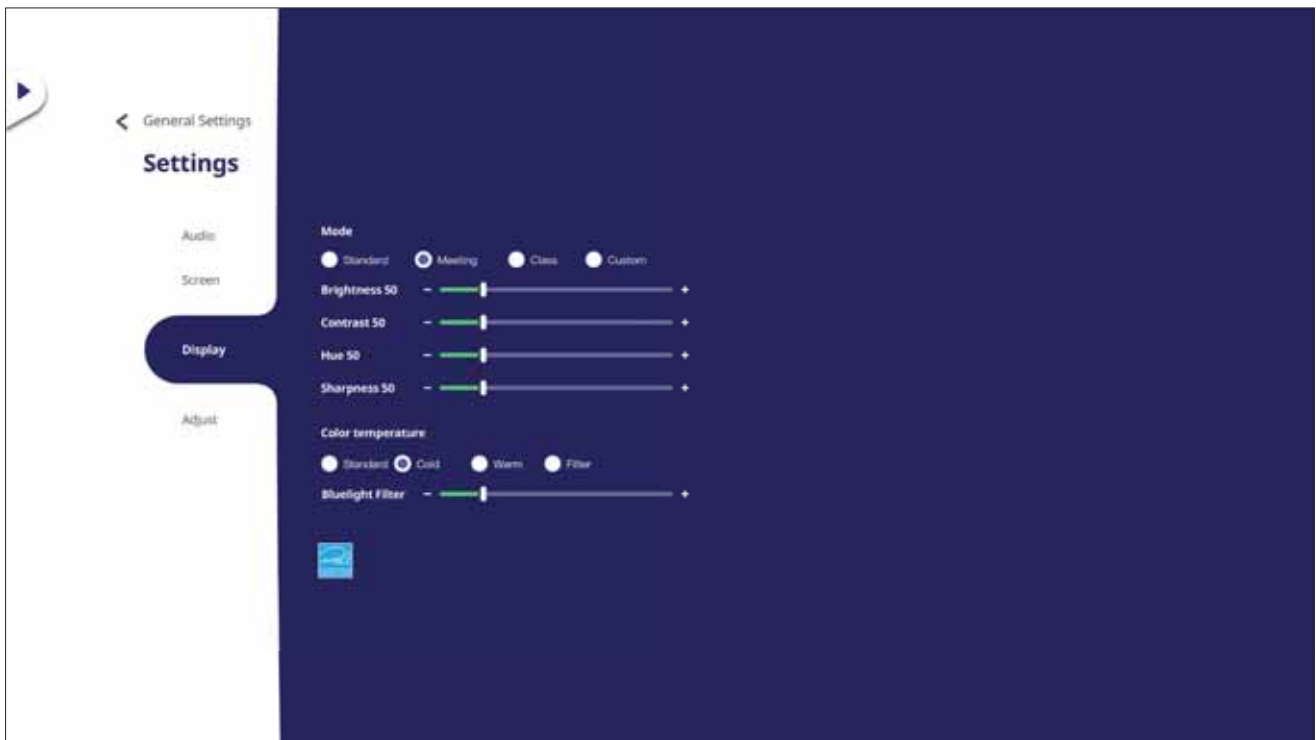 General Settings
Settings
Audio
Screen
Display
Adjust
Mode
Standard Meeting Class Custom
Brightness 50 - +
Contrast 50 - +
Hue 50 - +
Sharpness 50 - +
Color temperature
Standard Cold Warm Filter
Bluelight Filter - +